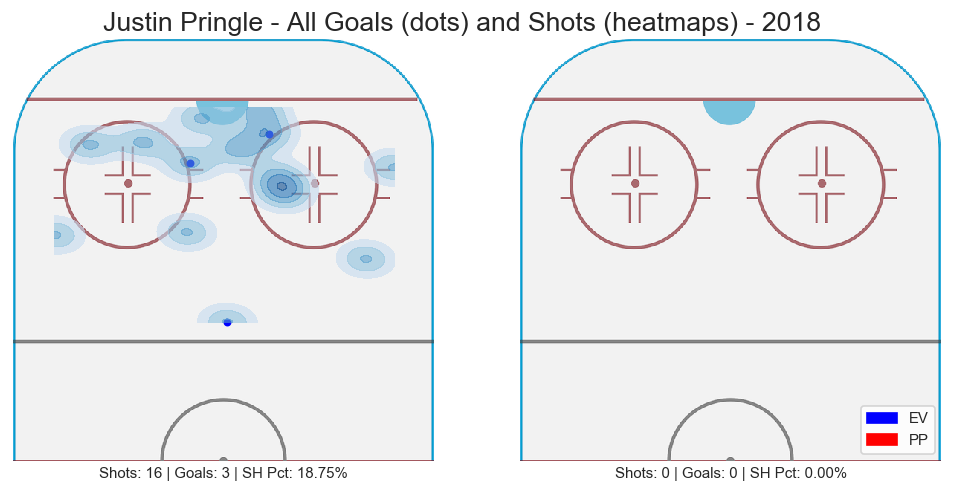 Justin Pringle - All Goals (dots) and Shots (heatmaps) - 2018
EV
PP
Shots: 16 | Goals: 3 | SH Pct: 18.75%
Shots: 0 | Goals: 0 | SH Pct: 0.00%